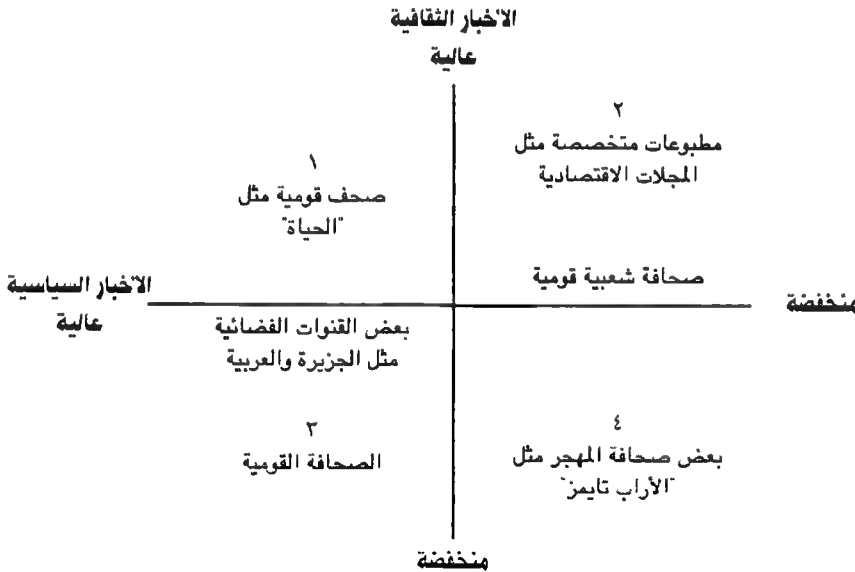 الاخبار الثقافية
عالية
٢
مطبوعات متخصصة مثل
المجلات الاقتصادية
١
صحف قومية مثل
"الحياة"
صحافة شعبية قومية
الاخبار السياسية
عالية
منخفضة
بعض القنوات الفضائية
مثل الجزيرة والعربية
٣
الصحافة القومية
٤
بعض صحافة المهجر مثل
"الأراب تايمز"
منخفضة